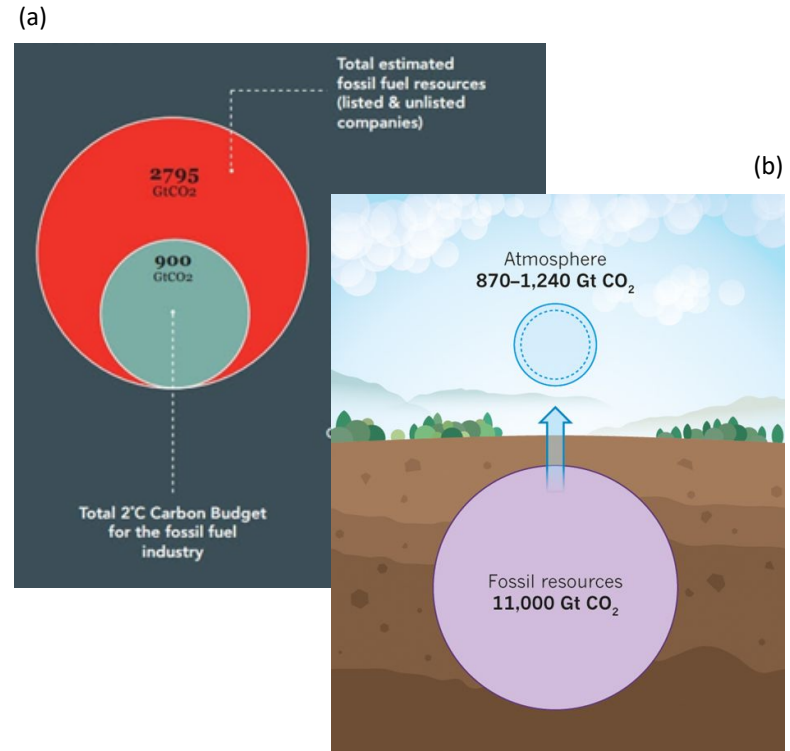 (a)
Total estimated
fossil fuel resources
(listed & unlisted
companies)
2795
GtCO2
900
GtCO2
Total 2°C Carbon Budget
for the fossil fuel
industry
(b)
Atmosphere
870–1,240 Gt CO₂
Fossil resources
11,000 Gt CO₂